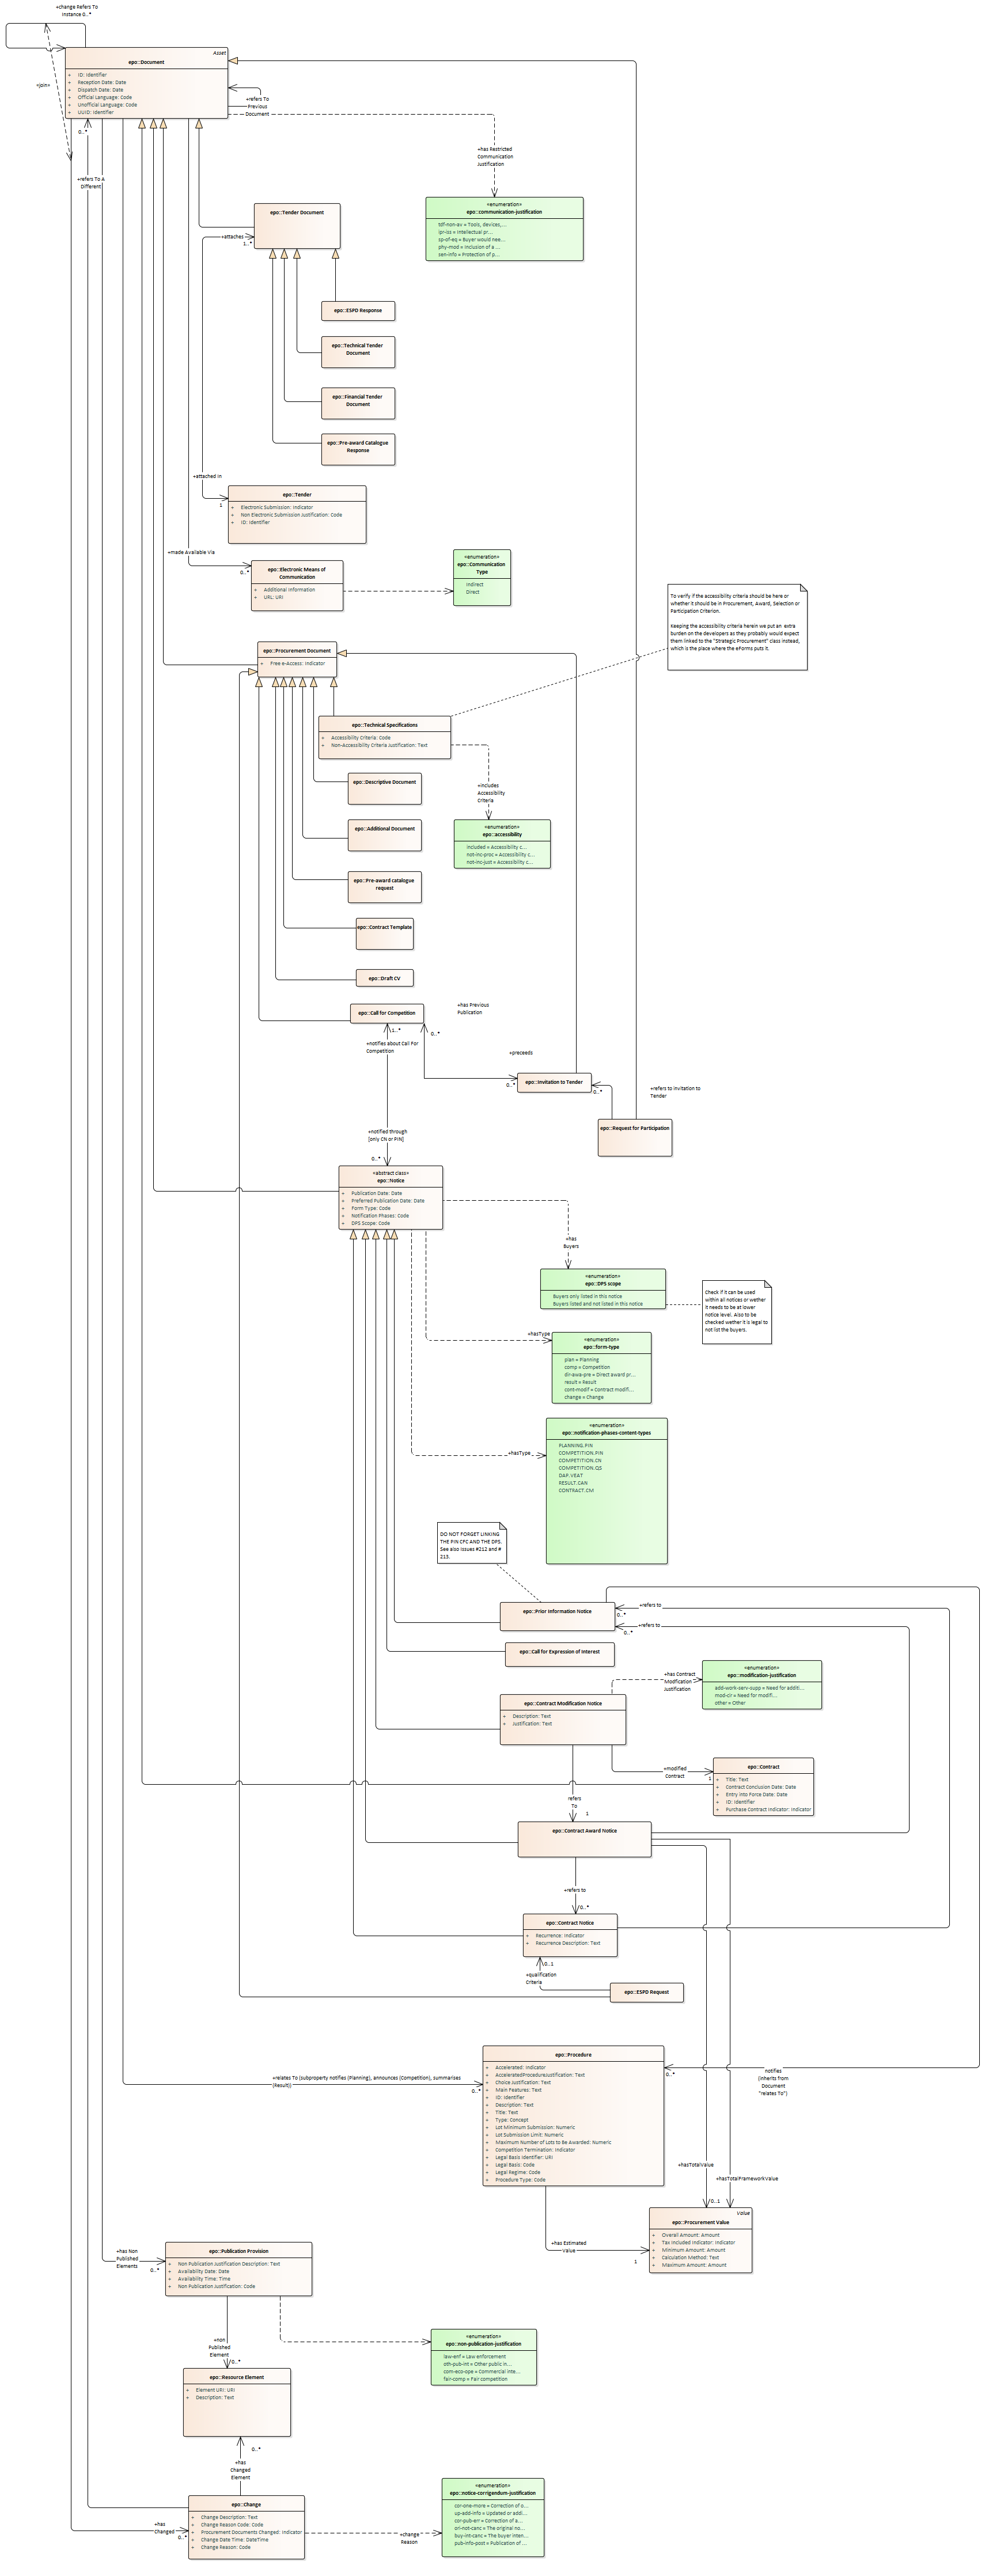 +change Refers To
Instance 0..*
Asset
epo::Document
+ ID: Identifier
+ Reception Date: Date
+ Dispatch Date: Date
+ Official Language: Code
+ Unofficial Language: Code
+ UUID: Identifier
«join»
+refers To
Previous
Document
0..*
+refers To A
Different
+has Restricted
Communication
Justification
«enumeration»
epo::communication-justification
tdf-non-av = Tools, devices,...
ipr-iss = Intellectual pr...
sp-of-eq = Buyer would nee...
phy-mod = Inclusion of a ...
sen-info = Protection of p...
epo::Tender Document
+attaches
1..*
epo::ESPD Response
epo::Technical Tender
Document
epo::Financial Tender
Document
epo::Pre-award Catalogue
Response
+attached In
1
epo::Tender
+ Electronic Submission: Indicator
+ Non Electronic Submission Justification: Code
+ ID: Identifier
+made Available Via
0..*
epo::Electronic Means of
Communication
+ Additional Information
+ URL: URI
«enumeration»
epo::Communication
Type
Indirect
Direct
To verify if the accessibility criteria should be here or
whether it should be in Procurement, Award, Selection or
Participation Criterion.
Keeping the accessibility criteria herein we put an extra
burden on the developers as they probably would expect
them linked to the "Strategic Procurement" class instead,
which is the place where the eForms puts it.
epo::Procurement Document
+ Free e-Access: Indicator
epo::Technical Specifications
+ Accessibility Criteria: Code
+ Non-Accessibility Criteria Justification: Text
+includes
Accessibility
Criteria
epo::Descriptive Document
«enumeration»
epo::accessibility
included = Accessibility c...
not-inc-proc = Accessibility c...
not-inc-just = Accessibility c...
epo::Additional Document
epo::Pre-award catalogue
request
epo::Contract Template
epo::Draft CV
epo::Call for Competition
+has Previous
Publication
1..*
0..*
+notifies about Call For
Competition
+preceeds
0..*
epo::Invitation to Tender
0..*
+refers to Invitation to
Tender
epo::Request for Participation
+notified through
[only CN or PIN]
0..*
«abstract class»
epo::Notice
+ Publication Date: Date
+ Preferred Publication Date: Date
+ Form Type: Code
+ Notification Phases: Code
+ DPS Scope: Code
+has
Buyers
«enumeration»
epo::DPS scope
Buyers only listed in this notice
Buyers listed and not listed in this notice
Check if it can be used
within all notices or wether
it needs to be at lower
notice level. Also to be
checked wether it is legal to
not list the buyers.
+hasType
«enumeration»
epo::form-type
plan = Planning
comp = Competition
dir-awa-pre = Direct award pr...
result = Result
cont-modif = Contract modifi...
change = Change
+hasType
«enumeration»
epo::notification-phases-content-types
PLANNING.PIN
COMPETITION.PIN
COMPETITION.CN
COMPETITION.QS
DAP.VEAT
RESULT.CAN
CONTRACT.CM
DO NOT FORGET LINKING
THE PIN CFC AND THE DPS.
See also issues #212 and #
213.
epo::Prior Information Notice
+refers to
0..*
+refers to
0..*
epo::Call for Expression of Interest
+has Contract
Modfication
Justification
«enumeration»
epo::modification-justification
add-work-serv-supp = Need for additi...
mod-cir = Need for modifi...
other = Other
epo::Contract Modification Notice
+ Description: Text
+ Justification: Text
+modified
Contract
1
epo::Contract
+ Title: Text
+ Contract Conclusion Date: Date
+ Entry into Force Date: Date
+ ID: Identifier
+ Purchase Contract Indicator: Indicator
refers
To
1
epo::Contract Award Notice
+refers to
0..*
epo::Contract Notice
+ Recurrence: Indicator
+ Recurrence Description: Text
0..1
+qualification
Criteria
epo::ESPD Request
epo::Procedure
+ Accelerated: Indicator
+ AcceleratedProcedureJustification: Text
+ Choice Justification: Text
+ Main Features: Text
+ ID: Identifier
+ Description: Text
+ Title: Text
+ Type: Concept
+ Lot Minimum Submission: Numeric
+ Lot Submission Limit: Numeric
+ Maximum Number of Lots to Be Awarded: Numeric
+ Competition Termination: Indicator
+ Legal Basis Identifier: URI
+ Legal Basis: Code
+ Legal Regime: Code
+ Procedure Type: Code
0..*
notifies
(inherits from
Document
"relates To")
+relates To (subproperty notifies (Planning), announces (Competition), summarises
(Result))
0..*
+hasTotalValue
+hasTotalFrameworkValue
0..1
Value
epo::Procurement Value
+ Overall Amount: Amount
+ Tax Included Indicator: Indicator
+ Minimum Amount: Amount
+ Calculation Method: Text
+ Maximum Amount: Amount
+has Estimated
Value
1
+has Non
Published
Elements
0..*
epo::Publication Provision
+ Non Publication Justification Description: Text
+ Availability Date: Date
+ Availability Time: Time
+ Non Publication Justification: Code
+non
Published
Element
0..*
«enumeration»
epo::non-publication-justification
law-enf = Law enforcement
oth-pub-int = Other public in...
com-eco-ope = Commercial inte...
fair-comp = Fair competition
epo::Resource Element
+ Element URI: URI
+ Description: Text
0..*
+has
Changed
Element
epo::Change
+ Change Description: Text
+ Change Reason Code: Code
+ Procurement Documents Changed: Indicator
+ Change Date Time: DateTime
+ Change Reason: Code
+has
Changed
0..*
+change
Reason
«enumeration»
epo::notice-corrigendum-justification
cor-one-more = Correction of o...
up-add-info = Updated or addi...
cor-pub-err = Correction of a...
ori-not-canc = The original no...
buy-int-canc = The buyer inten...
pub-info-post = Publication of ...